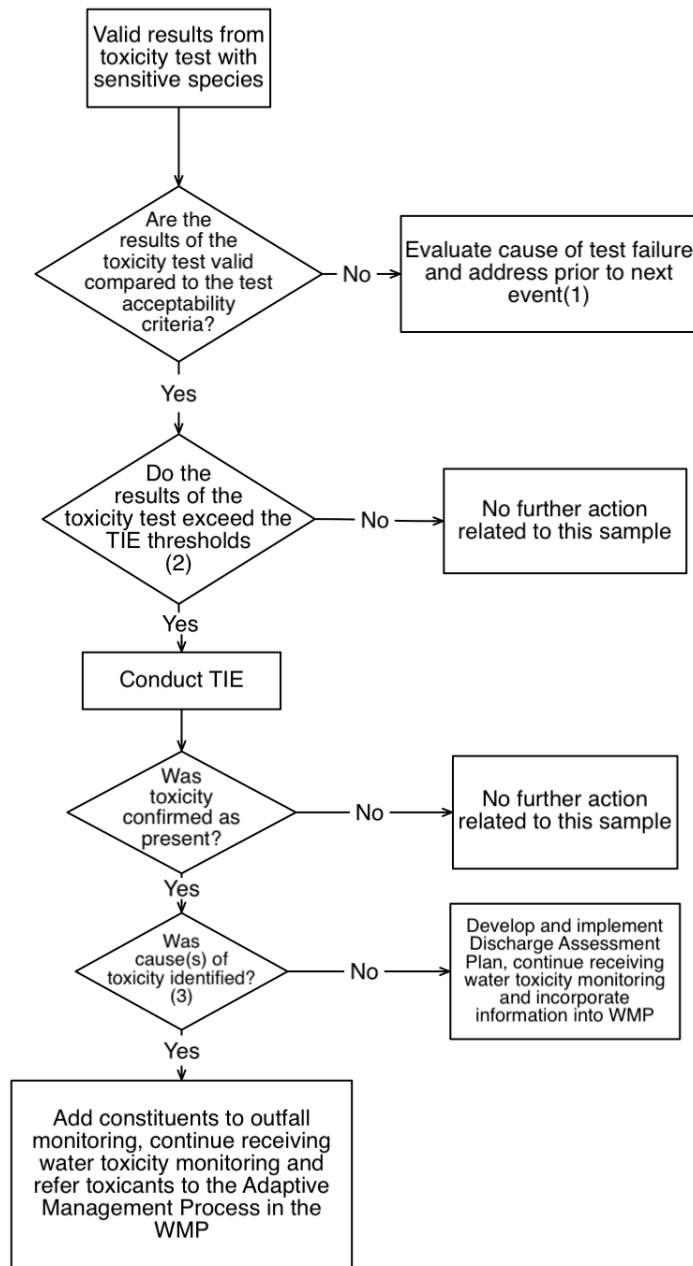 Valid results from
toxicity test with
sensitive species
Are the
results of the
toxicity test valid
compared to the test
acceptability
criteria?
No
Evaluate cause of test failure
and address prior to next
event(1)
Yes
Do the
results of the
toxicity test exceed the
TIE thresholds
(2)
No
No further action
related to this sample
Yes
Conduct TIE
Was
toxicity
confirmed as
present?
No
No further action
related to this sample
Yes
Was
cause(s) of
toxicity identified?
(3)
No
Develop and implement
Discharge Assessment
Plan, continue receiving
water toxicity monitoring
and incorporate
information into WMP
Yes
Add constituents to outfall
monitoring, continue receiving
water toxicity monitoring and
refer toxicants to the Adaptive
Management Process in the
WMP